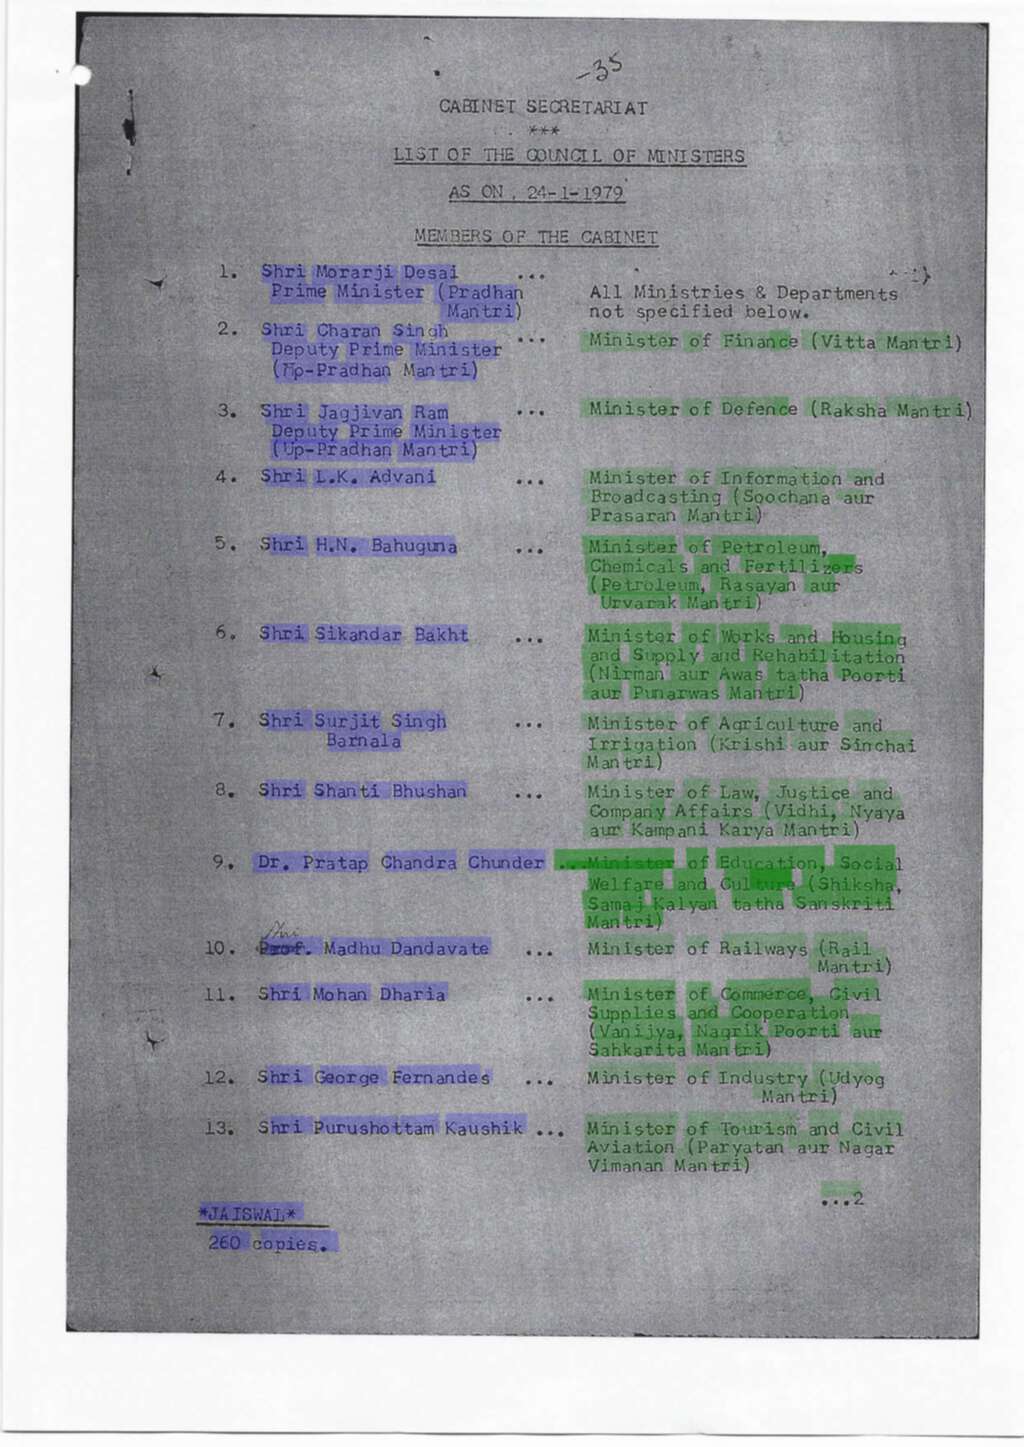 -35
CABINET SECRETARIAT
***
LIST OF THE COUNCIL OF MINISTERS
AS ON . 24-1-1979
MEMBERS OF THE CABINET
1. Shri Morarji Desai ...
Prime Minister (Pradhan Mantri)
All Ministries & Departments
not specified below.
2. Shri Charan Singh ... Minister of Finance (Vitta Mantri)
Deputy Prime Minister
(Up-Pradhan Mantri)
3. Shri Jagjivan Ram ... Minister of Defence (Raksha Mantri)
Deputy Prime Minister
(Up-Pradhan Mantri)
4. Shri L.K. Advani ... Minister of Information and
Broadcasting (Soochana aur
Prasaran Mantri)
5. Shri H.N. Bahuguna ... Minister of Petroleum,
Chemicals and Fertilizers
(Petroleum, Rasayan aur
Urvarak Mantri)
6. Shri Sikandar Bakht ... Minister of Works and Housing
and Supply and Rehabilitation
(Nirman aur Awas tatha Poorti
aur Punarwas Mantri)
7. Shri Surjit Singh ... Minister of Agriculture and
Barnala Irrigation (Krishi aur Sinchai
Mantri)
8. Shri Shanti Bhushan ... Minister of Law, Justice and
Company Affairs (Vidhi, Nyaya
aur Kampani Karya Mantri)
9. Dr. Pratap Chandra Chunder ...Minister of Education, Social
Welfare and Culture (Shiksha,
Samaj Kalyan tatha Sanskriti
Mantri)
Shri
10. Prof. Madhu Dandavate ... Minister of Railways (Rail
Mantri)
11. Shri Mohan Dharia ... Minister of Commerce, Civil
Supplies and Cooperation
(Vanijya, Nagrik Poorti aur
Sahkarita Mantri)
12. Shri George Fernandes ... Minister of Industry (Udyog
Mantri)
13. Shri Purushottam Kaushik ... Minister of Tourism and Civil
Aviation (Paryatan aur Nagar
Vimanan Mantri)
...2
*JAISWAL*
260 copies.